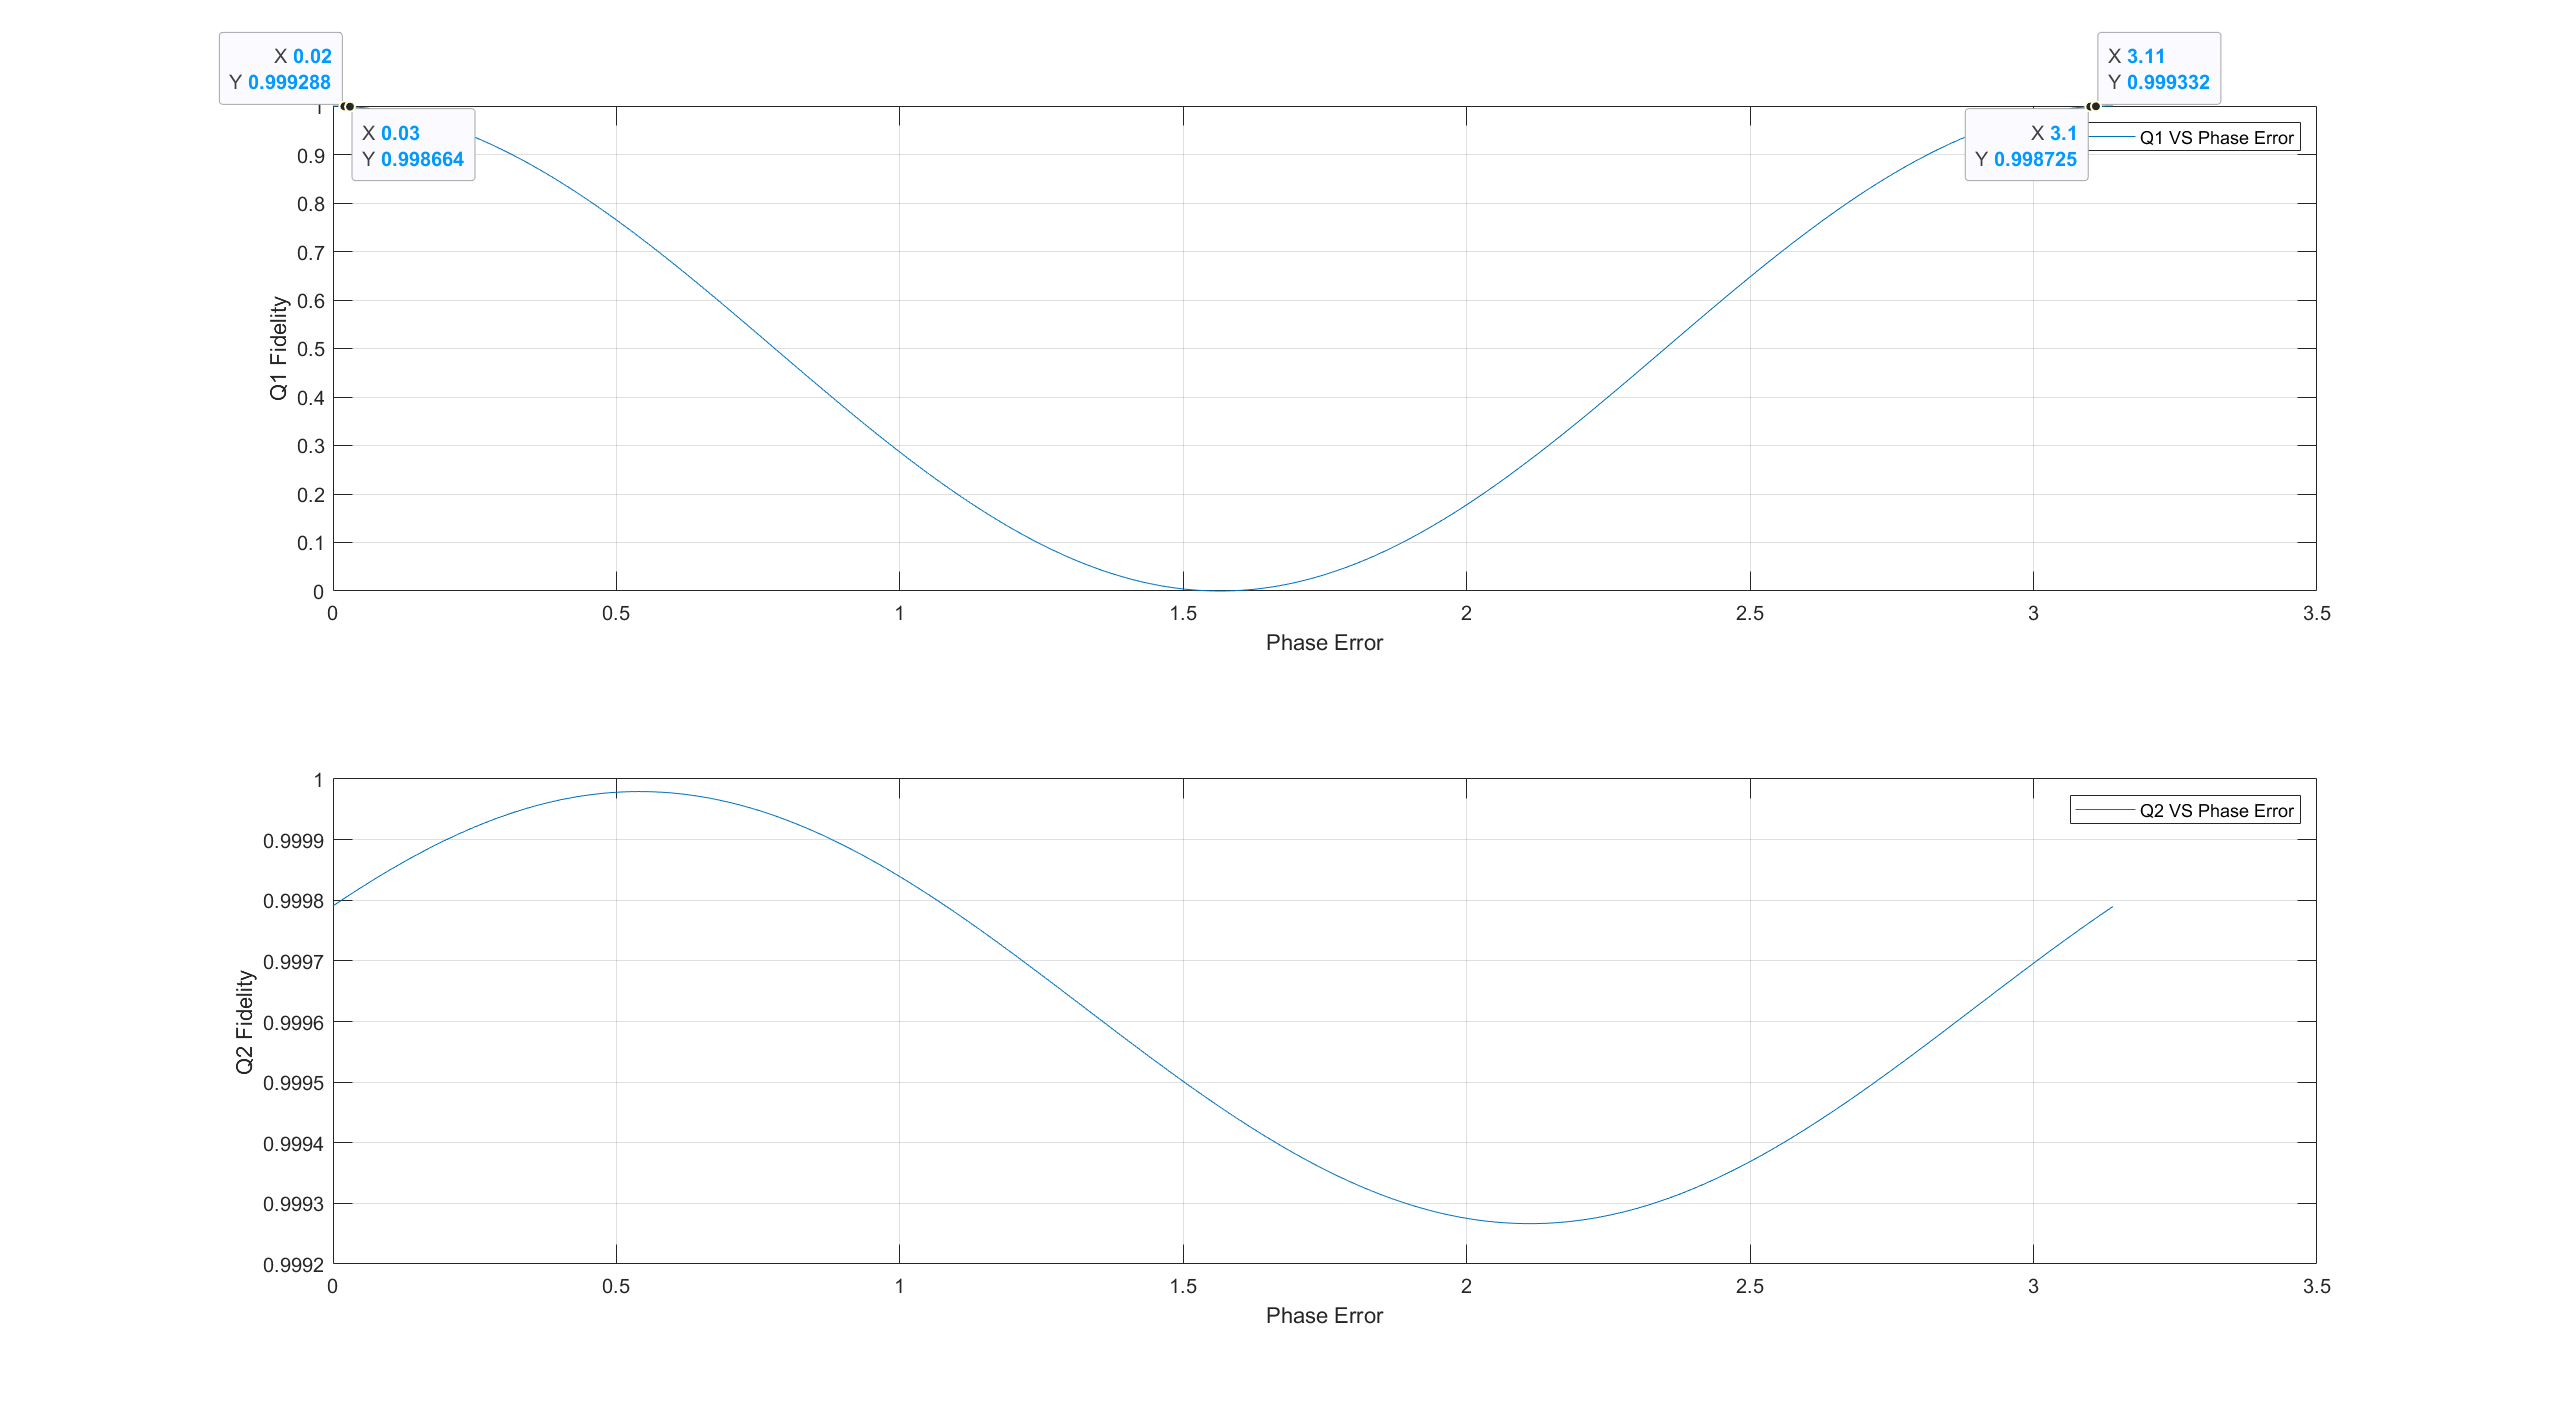 X 0.02
Y 0.999288
X 3.11
Y 0.999332
X 0.03
Y 0.998664
X 3.1
Y 0.998725
Q1 VS Phase Error
1
0.9
0.8
0.7
0.6
0.5
0.4
0.3
0.2
0.1
0
Q1 Fidelity
0 0.5 1 1.5 2 2.5 3 3.5
Phase Error
Q2 VS Phase Error
1
0.9999
0.9998
0.9997
0.9996
0.9995
0.9994
0.9993
0.9992
Q2 Fidelity
0 0.5 1 1.5 2 2.5 3 3.5
Phase Error